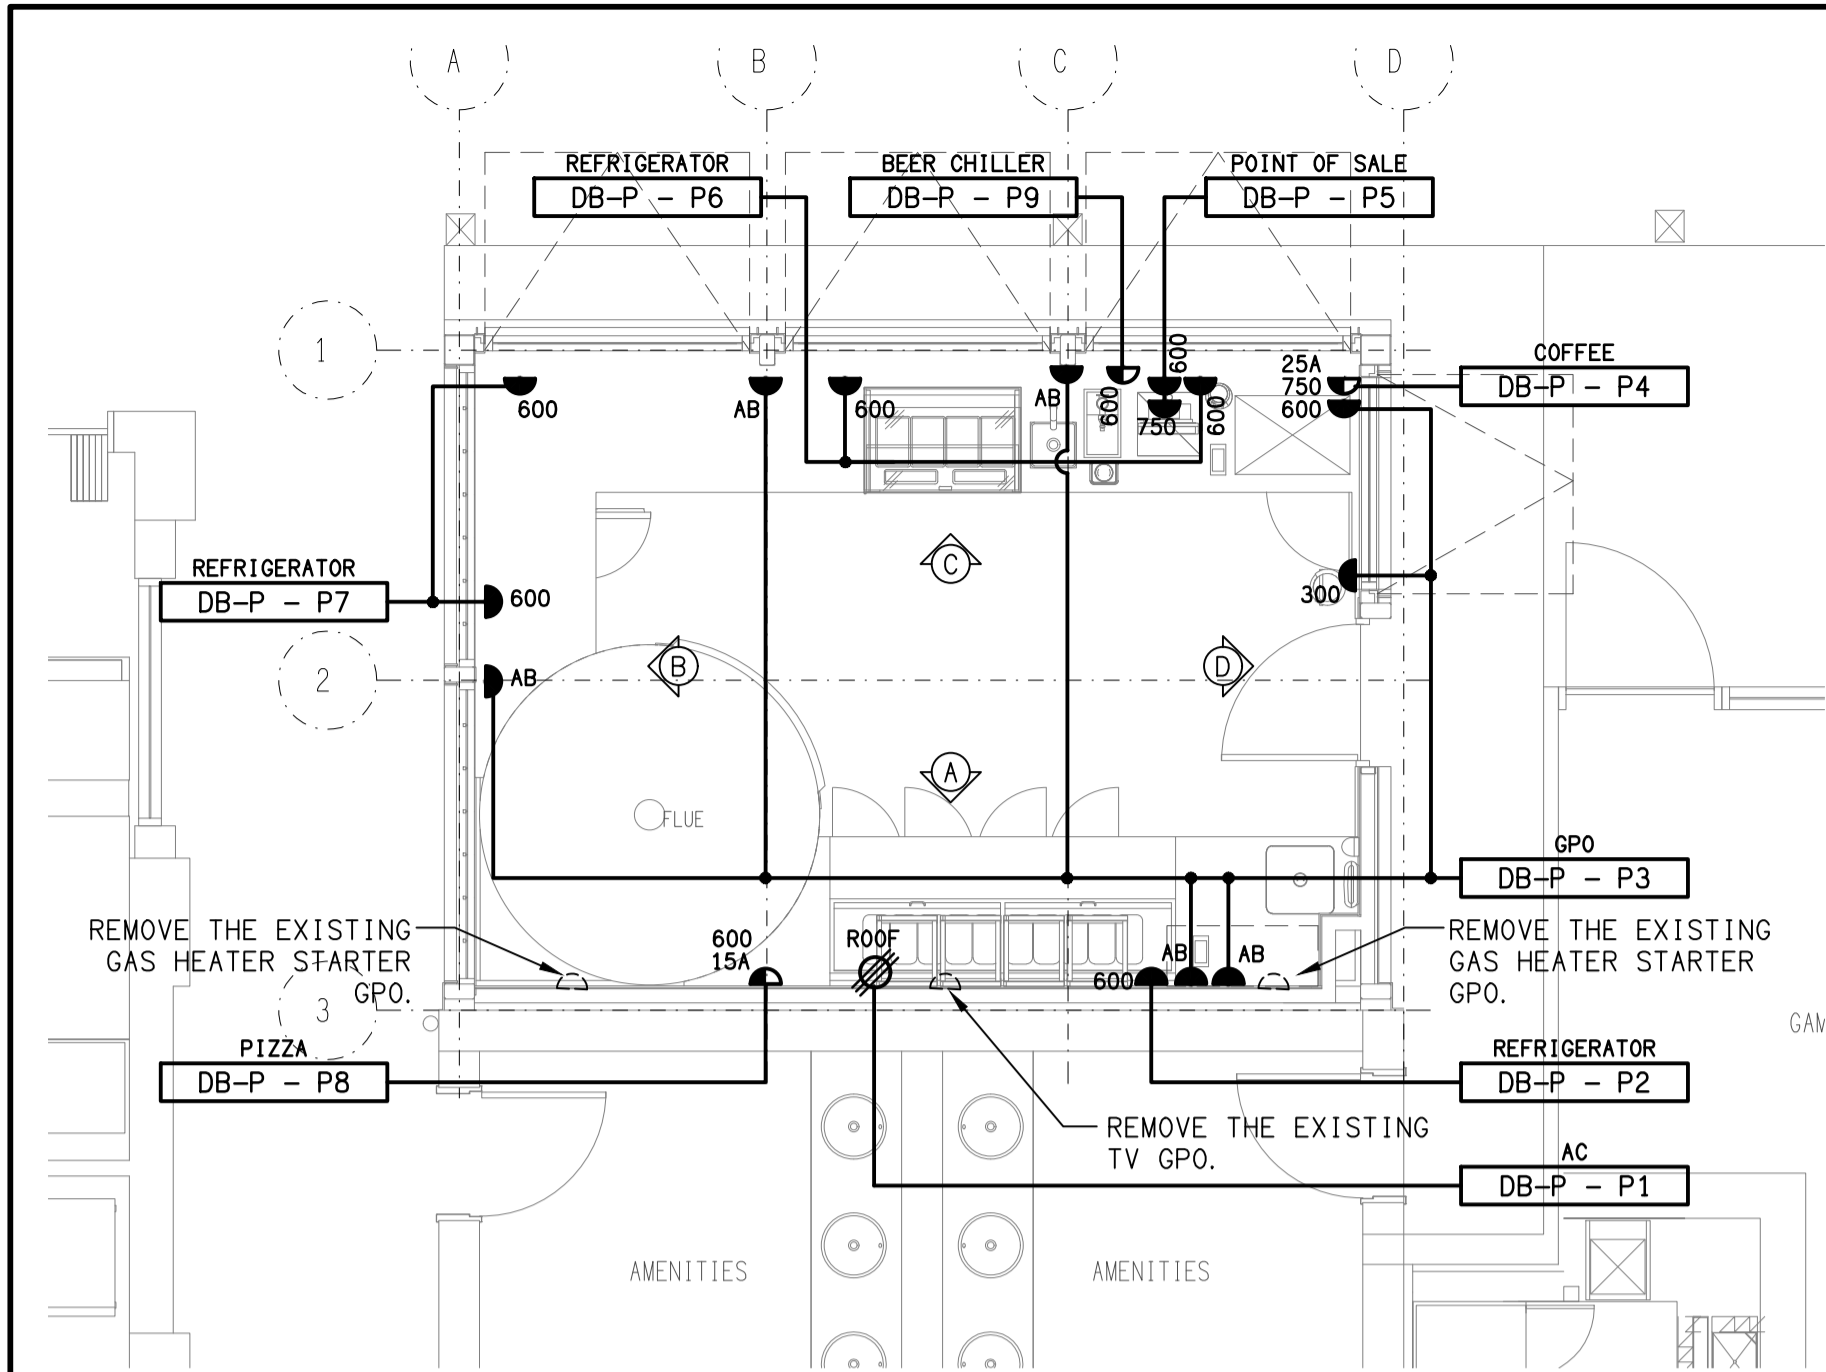 A
B
C
D
REFRIGERATOR
DB-P - P6
BEER CHILLER
DB-P - P9
POINT OF SALE
DB-P - P5
1
600
25A
750
600
COFFEE
DB-P - P4
600
AB
600
AB
600
750
600
C
300
REFRIGERATOR
DB-P - P7
600
2
AB
B
D
A
FLUE
GPO
DB-P - P3
REMOVE THE EXISTING
GAS HEATER STARTER
GPO.
600
15A
ROOF
600
AB
AB
REMOVE THE EXISTING
GAS HEATER STARTER
GPO.
3
GAM
PIZZA
DB-P - P8
REFRIGERATOR
DB-P - P2
REMOVE THE EXISTING
TV GPO.
AC
DB-P - P1
AMENITIES
AMENITIES